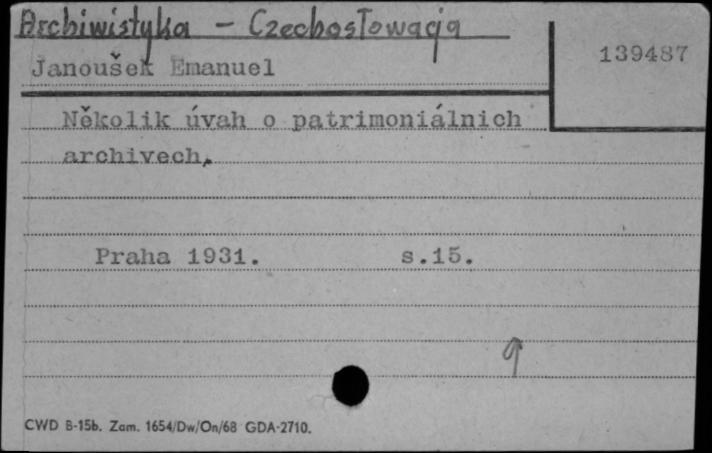 Archiwistyka - Czechosłowacja
139487
Janoušek Emanuel
Několik úvah o patrimoniálnich
archivech.
Praha 1931. s.15.
CWD B-15b. Zam. 1654/Dw/On/68 GDA-2710.